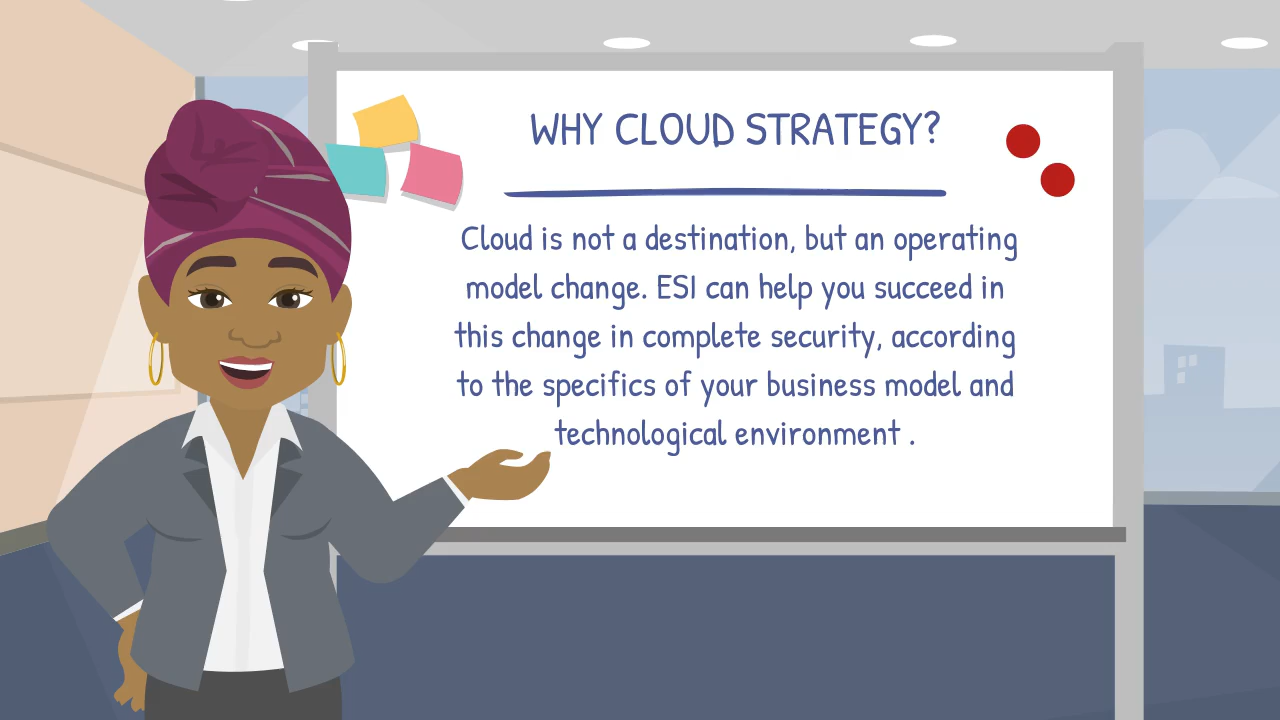 WHY CLOUD STRATEGY?
Cloud is not a destination, but an operating
model change. ESI can help you succeed in
this change in complete security, according
to the specifics of your business model and
technological environment .